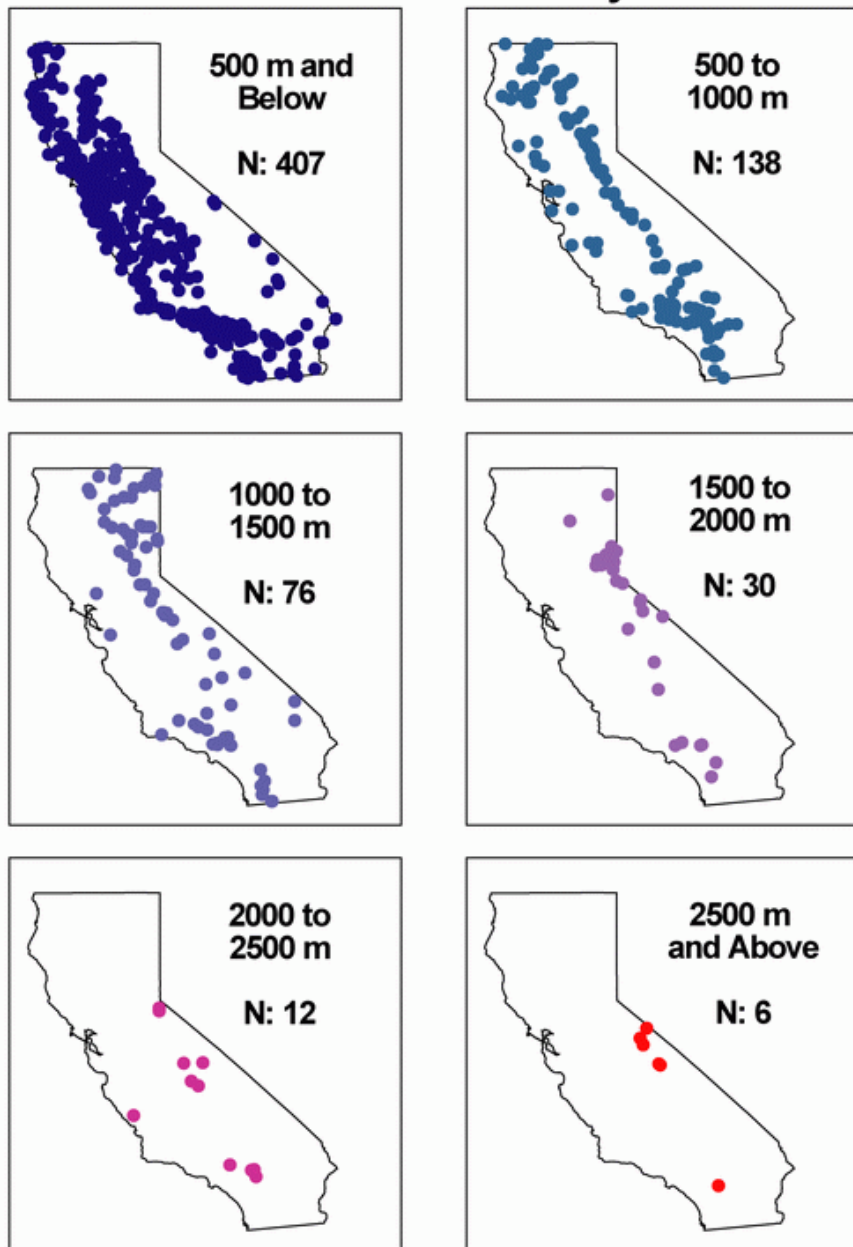 500 m and
Below
N: 407
500 to
1000 m
N: 138
1000 to
1500 m
N: 76
1500 to
2000 m
N: 30
2000 to
2500 m
N: 12
2500 m
and Above
N: 6